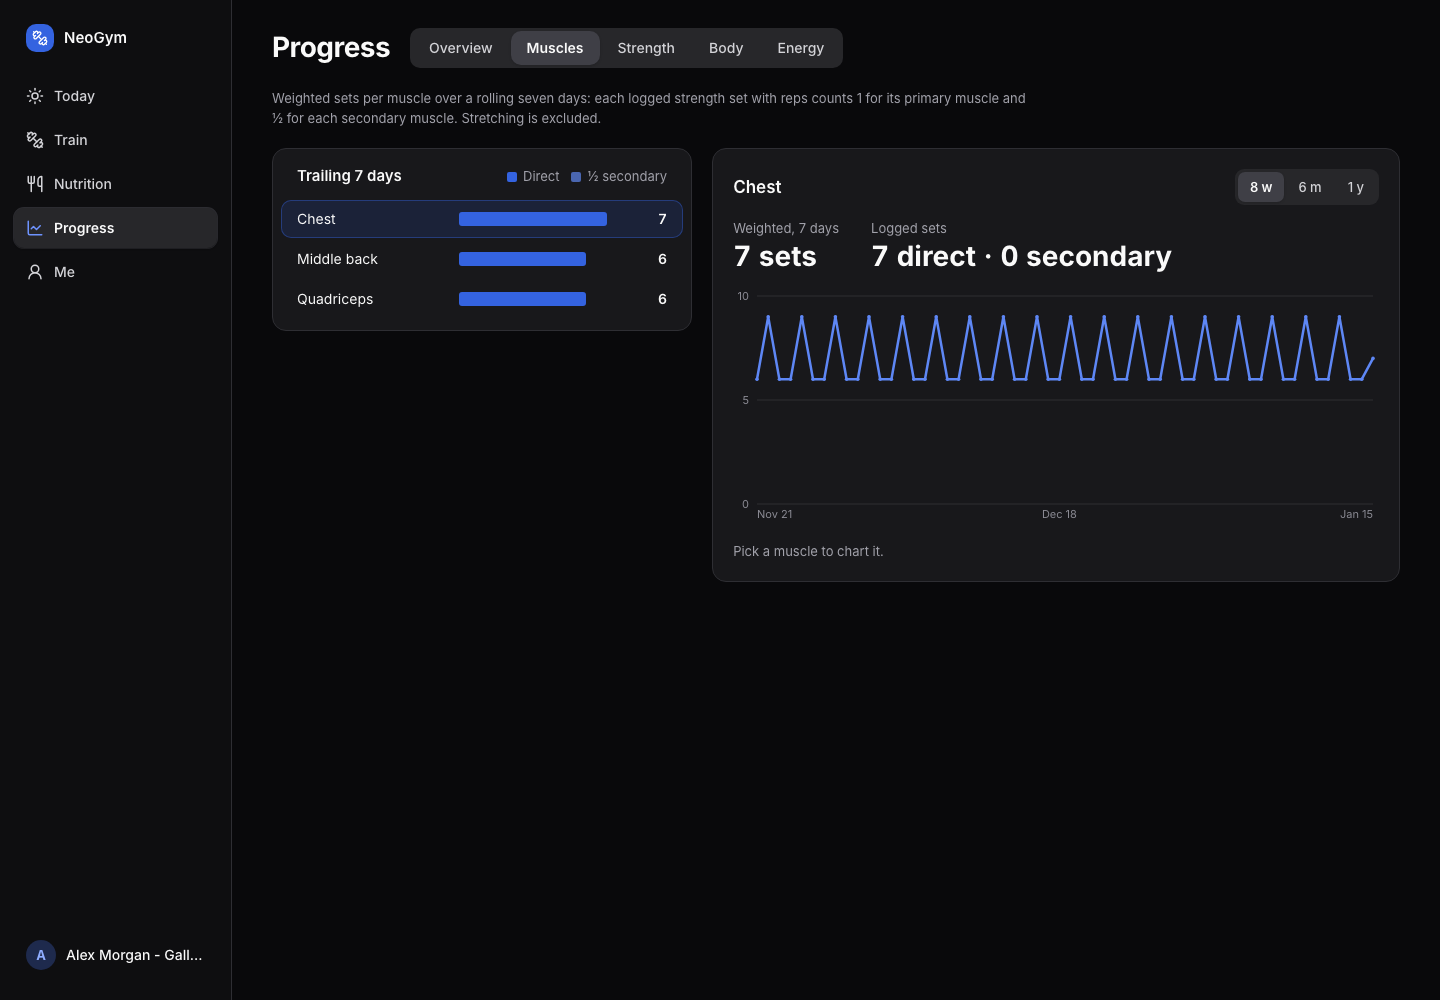 NeoGym
Today
Train
Nutrition
Progress
Me
Alex Morgan - Gall...
A
Progress
Overview
Muscles
Strength
Body
Energy
Weighted sets per muscle over a rolling seven days: each logged strength set with reps counts 1 for its primary muscle and
½ for each secondary muscle. Stretching is excluded.
Trailing 7 days
Direct
½ secondary
Chest 7
Middle back 6
Quadriceps 6
Chest
8 w
6 m
1 y
Weighted, 7 days
7 sets
Logged sets
7 direct · 0 secondary
10
5
0
Nov 21
Dec 18
Jan 15
Pick a muscle to chart it.